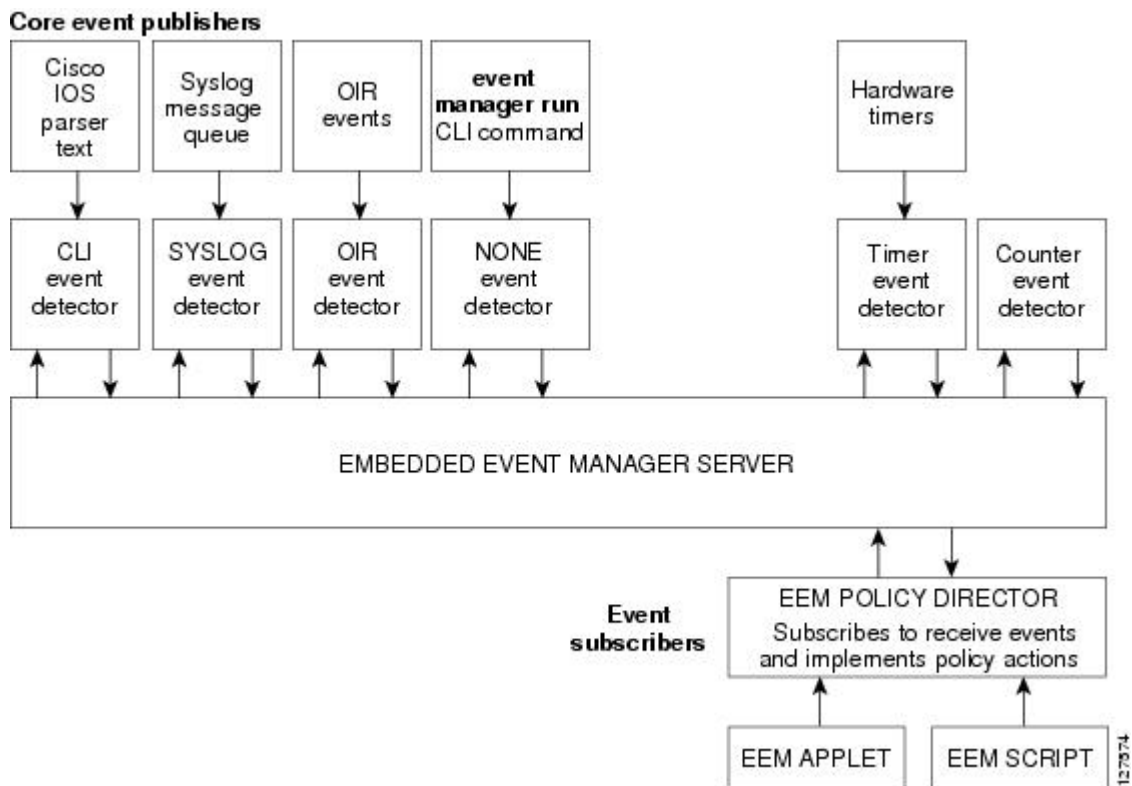 Core event publishers
Cisco
IOS
parser
text
Syslog
message
queue
OIR
events
event
manager run
CLI command
Hardware
timers
CLI
event
detector
SYSLOG
event
detector
OIR
event
detector
NONE
event
detector
Timer
event
detector
Counter
event
detector
EMBEDDED EVENT MANAGER SERVER
Event
subscribers
EEM POLICY DIRECTOR
Subscribes to receive events
and implements policy actions
EEM APPLET
EEM SCRIPT
127574